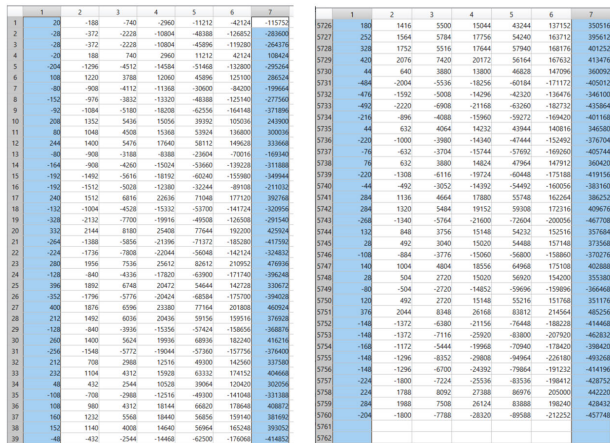 1 2 3 4 5 6 7
1 20 -188 -740 -2960 -11212 -42124 -115752
2 -28 -372 -2228 -10804 -48388 -126852 -283600
3 -28 -372 -2228 -10804 -45896 -119280 -264376
4 -20 188 740 2960 11212 42124 108424
5 -204 -1296 -4512 -14584 -51468 -132800 -295264
6 108 1220 3788 12060 45896 125100 286524
7 -80 -908 -4112 -11368 -30600 -84200 -199664
8 -152 -976 -3832 -13320 -48388 -125140 -277560
9 -92 -1084 -5180 -18208 -62556 -164148 -371896
10 208 1352 5436 15056 39392 105036 243900
11 80 1048 4508 15368 53924 136800 300036
12 244 1400 5476 17640 58112 149628 333668
13 -80 -908 -3188 -8388 -23604 -70016 -169340
14 -164 -908 -4260 -15024 -53660 -139228 -311888
15 -192 -1492 -5616 -18192 -60240 -155980 -349944
16 -192 -1512 -5028 -12380 -32244 -89108 -211032
17 240 1512 6816 22636 71048 177120 392768
18 -132 -1004 -4528 -15332 -53700 -141724 -320956
19 -328 -2132 -7700 -19916 -49508 -126508 -291540
20 332 2144 8180 25408 77644 192200 425924
21 -264 -1388 -5856 -21396 -71372 -185280 -417592
22 -224 -1736 -7808 -22044 -56048 -142124 -324832
23 280 1956 7536 25612 82612 210952 476936
24 -128 -840 -4336 -17820 -63900 -171740 -396248
25 396 1892 6748 20472 54644 142728 330672
26 -352 -1796 -5776 -20424 -68584 -175700 -394028
27 400 1876 6596 23380 77164 201808 460924
28 212 1492 6036 20436 59156 159516 376928
29 -128 -840 -3936 -15356 -57424 -158656 -368876
30 260 1400 5624 19936 68936 182240 416216
31 -256 -1548 -5772 -19044 -57360 -157756 -376400
32 212 708 2988 12516 49300 142560 337580
33 232 1104 4312 15928 63332 174152 404668
34 48 432 2544 10528 39064 120420 302056
35 -108 -708 -2988 -12516 -49300 -141048 -331388
36 108 980 4312 18144 66820 178648 408872
37 160 1232 5568 18440 56856 159140 381692
38 152 1140 4008 14640 56964 165248 393052
39 -48 -432 -2544 -14468 -62500 -176068 -414852
1 2 3 4 5 6 7
5726 180 1416 5500 15044 43244 137152 350516
5727 252 1564 5784 17756 54240 163712 395612
5728 328 1752 5516 17644 57940 168176 401252
5729 420 2076 7420 20172 56164 167632 413476
5730 44 640 3880 13800 46828 147096 360092
5731 -484 -2004 -5536 -18256 -60184 -171172 -405012
5732 -476 -1592 -5008 -14296 -42320 -136476 -346100
5733 -492 -2220 -6908 -21168 -63260 -182732 -435864
5734 -216 -896 -4088 -15960 -59272 -169420 -401168
5735 44 632 4064 14232 43944 140816 346580
5736 -220 -1000 -3980 -14340 -47444 -152492 -376704
5737 -76 -632 -3704 -15744 -57692 -169260 -405744
5738 76 632 3880 14824 47964 147912 360420
5739 -220 -1308 -6116 -19724 -60448 -175188 -419156
5740 -44 -492 -3052 -14392 -54492 -160056 -383160
5741 284 1136 4664 17880 55748 162264 386252
5742 284 1320 5484 19152 59308 172316 409676
5743 -268 -1340 -5764 -21600 -72604 -200056 -467708
5744 132 848 3756 15148 54232 152516 357684
5745 28 492 3040 15020 54488 157148 373568
5746 -108 -884 -3776 -15060 -56800 -158860 -370276
5747 140 1004 4804 18556 64968 175108 402888
5748 28 504 2720 15020 56920 154200 355380
5749 -80 -504 -2720 -14852 -59696 -159896 -366468
5750 120 492 2720 15148 55216 151768 351176
5751 376 2044 8348 26168 83812 214564 485256
5752 -148 -1372 -6380 -21156 -76448 -188228 -414468
5753 -148 -1372 -7116 -25920 -83800 -207920 -462832
5754 -168 -1172 -5444 -19968 -70940 -178420 -398420
5755 -148 -1296 -8352 -29808 -94964 -226180 -493268
5756 -148 -1296 -6700 -24392 -79864 -191232 -414196
5757 -224 -1800 -7224 -25536 -83536 -198412 -428752
5758 224 1788 8092 27388 86976 205008 442220
5759 284 1988 7508 26124 83888 198240 428432
5760 -204 -1800 -7788 -28320 -89588 -212252 -457748
5761
5762